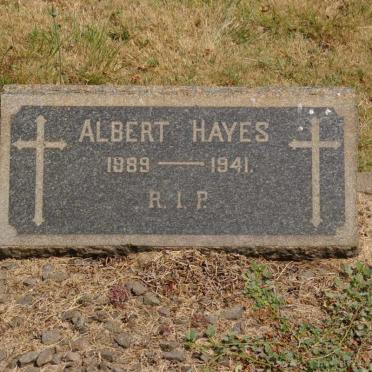 ALBERT HAYES
1889 — 1941.
R. I. P.